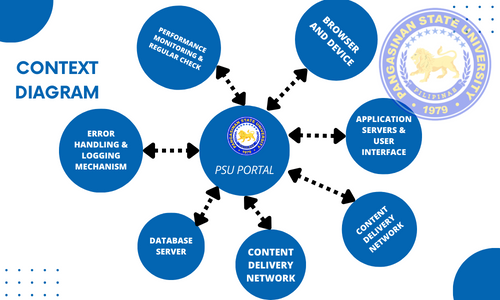 CONTEXT
DIAGRAM
PERFORMANCE
MONITORING &
REGULAR CHECK
BROWSER
AND DEVICE
PANGASINAN STATE UNIVERSITY
PILIPINAS
• 1979 •
ERROR
HANDLING &
LOGGING
MECHANISM
PSU PORTAL
APPLICATION
SERVERS &
USER
INTERFACE
DATABASE
SERVER
CONTENT
DELIVERY
NETWORK
CONTENT
DELIVERY
NETWORK